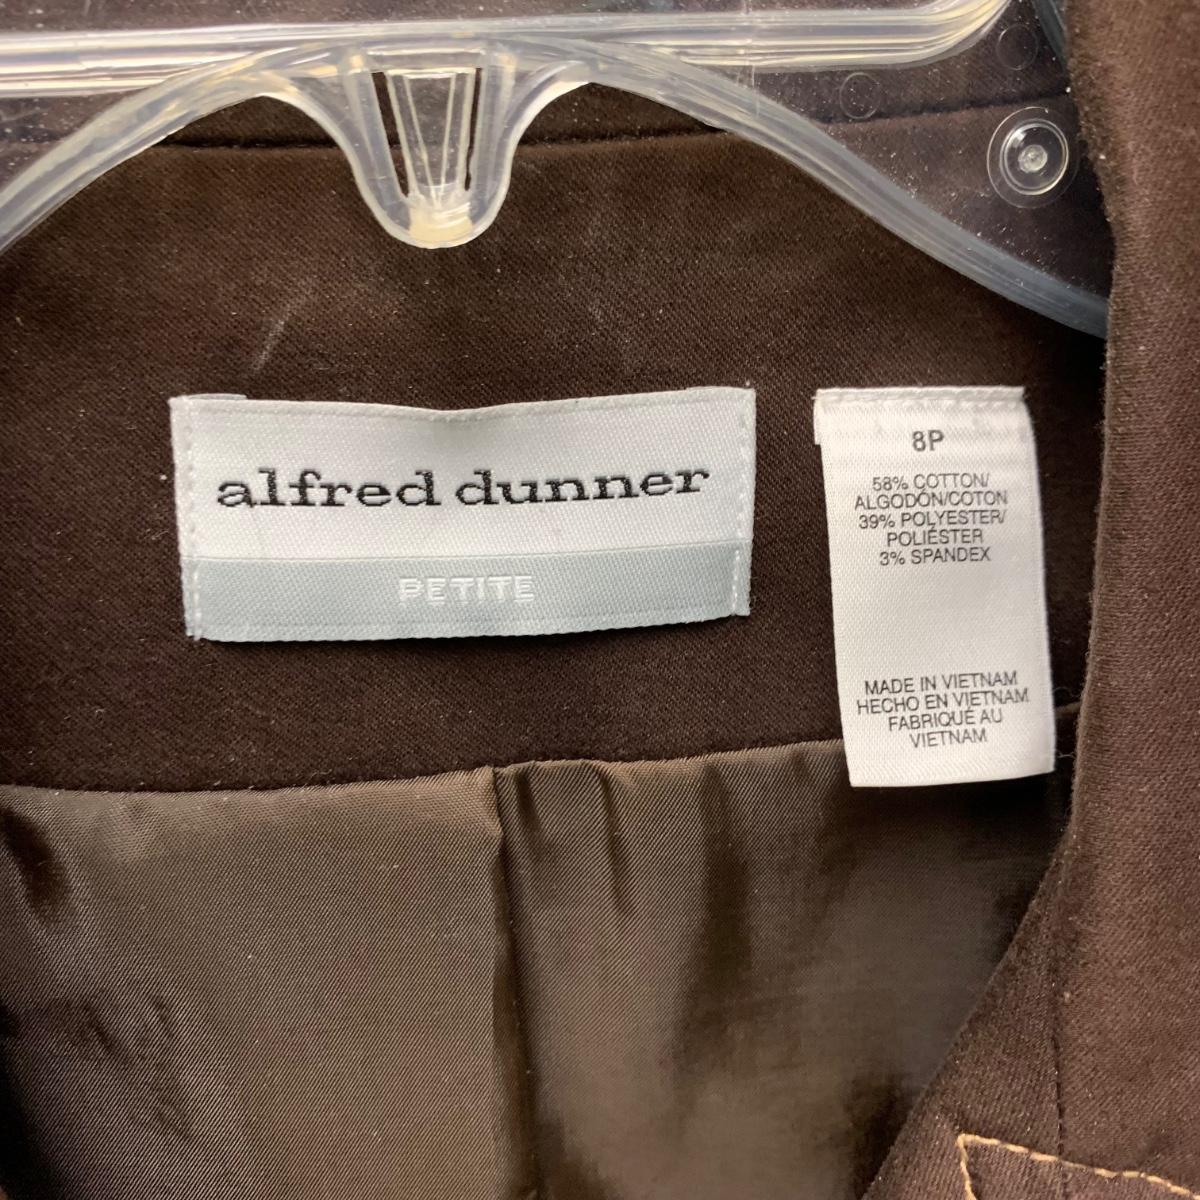 alfred dunner
PETITE
8P
58% COTTON/
ALGODÓN/COTON
39% POLYESTER/
POLIÉSTER
3% SPANDEX
MADE IN VIETNAM
HECHO EN VIETNAM
FABRIQUÉ AU
VIETNAM